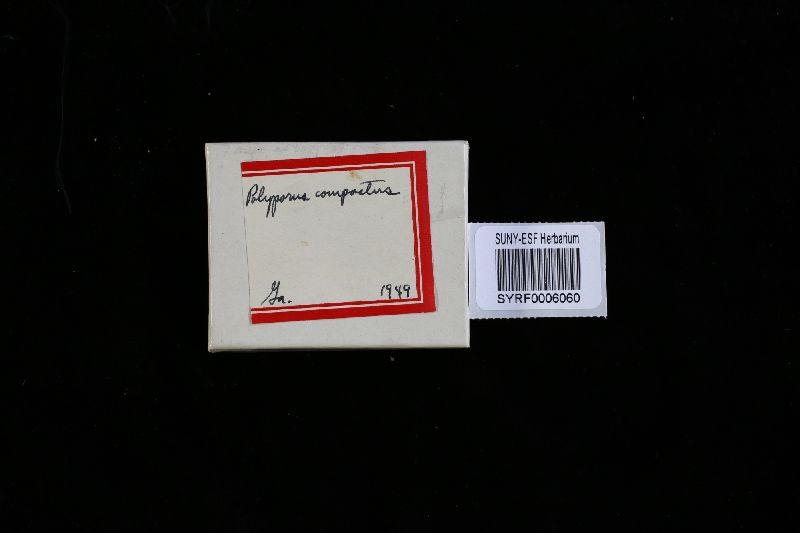 Polyporus compactus
Ga. 1949
SUNY-ESF Herbarium
SYRF0006060